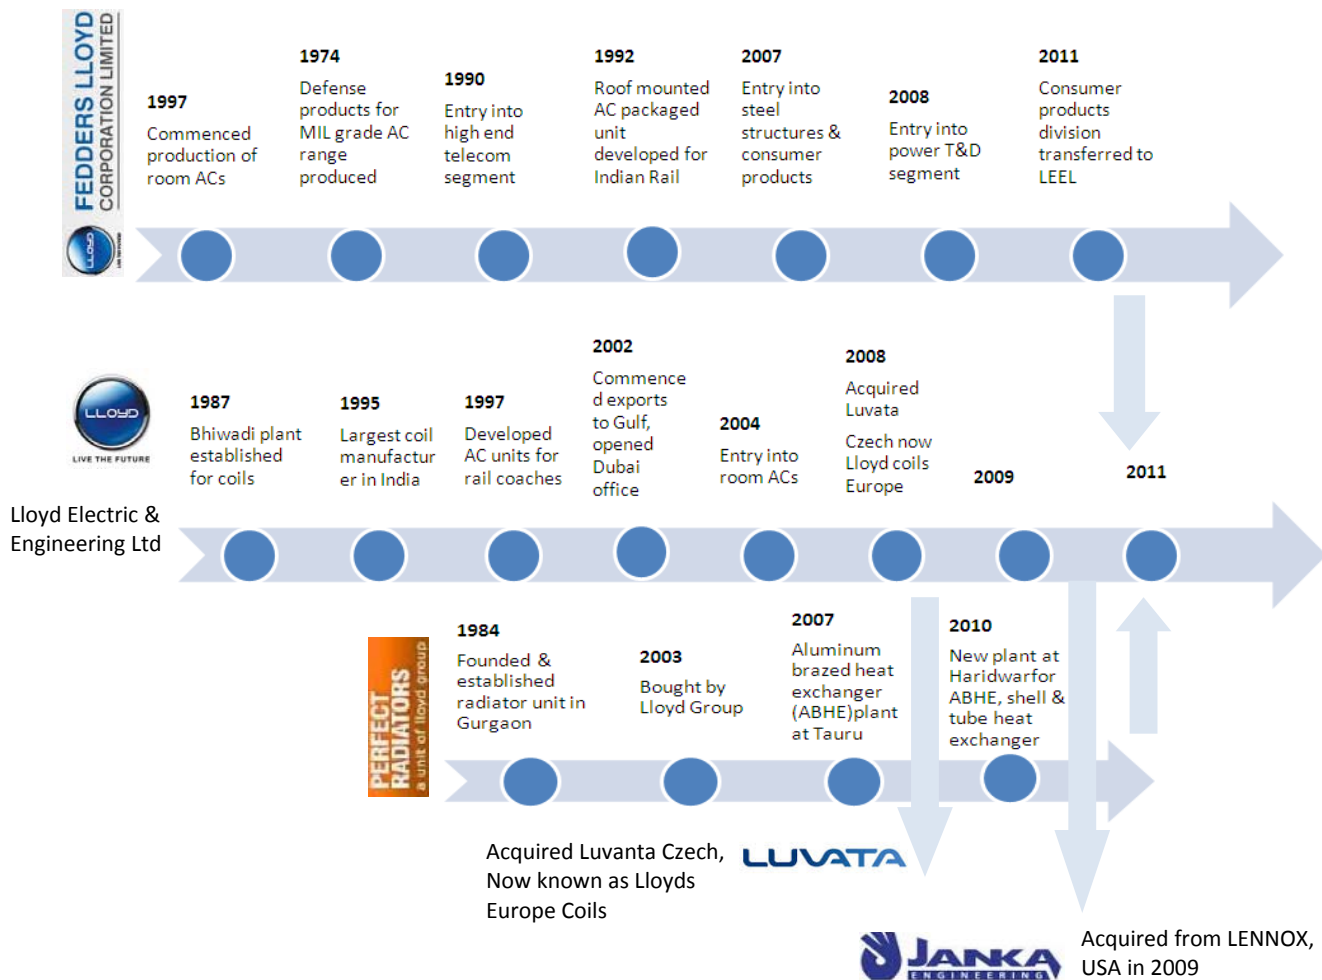 FEDDERS LLOYD
CORPORATION LIMITED
LLOYD
1997
Commenced
production of
room ACs
1974
Defense
products for
MIL grade AC
range
produced
1990
Entry into
high end
telecom
segment
1992
Roof mounted
AC packaged
unit
developed for
Indian Rail
2007
Entry into
steel
structures &
consumer
products
2008
Entry into
power T&D
segment
2011
Consumer
products
division
transferred to
LEEL
LLOYD
LIVE THE FUTURE
Lloyd Electric &
Engineering Ltd
1987
Bhiwadi plant
established
for coils
1995
Largest coil
manufactur
er in India
1997
Developed
AC units for
rail coaches
2002
Commence
d exports
to Gulf,
opened
Dubai
office
2004
Entry into
room ACs
2008
Acquired
Luvata
Czech now
Lloyd coils
Europe
2009
2011
PERFECT
RADIATORS
a unit of lloyd group
1984
Founded &
established
radiator unit in
Gurgaon
2003
Bought by
Lloyd Group
2007
Aluminum
brazed heat
exchanger
(ABHE)plant
at Tauru
2010
New plant at
Haridwarfor
ABHE, shell &
tube heat
exchanger
Acquired Luvanta Czech,
Now known as Lloyds
Europe Coils
LUVATA
JANKA
ENGINEERING
Acquired from LENNOX,
USA in 2009